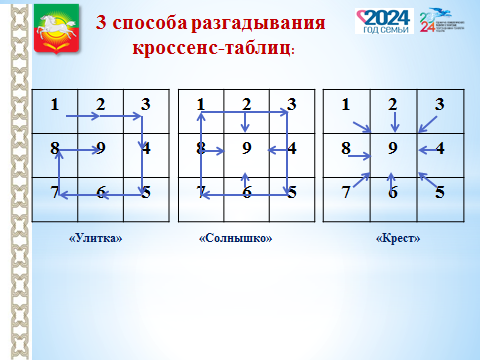 3 способа разгадывания
кроссенс-таблиц:
2024
ГОД СЕМЬИ
20
24
1 2 3
8 9 4
7 6 5
1 2 3
8 9 4
7 6 5
1 2 3
8 9 4
7 6 5
«Улитка»
«Солнышко»
«Крест»